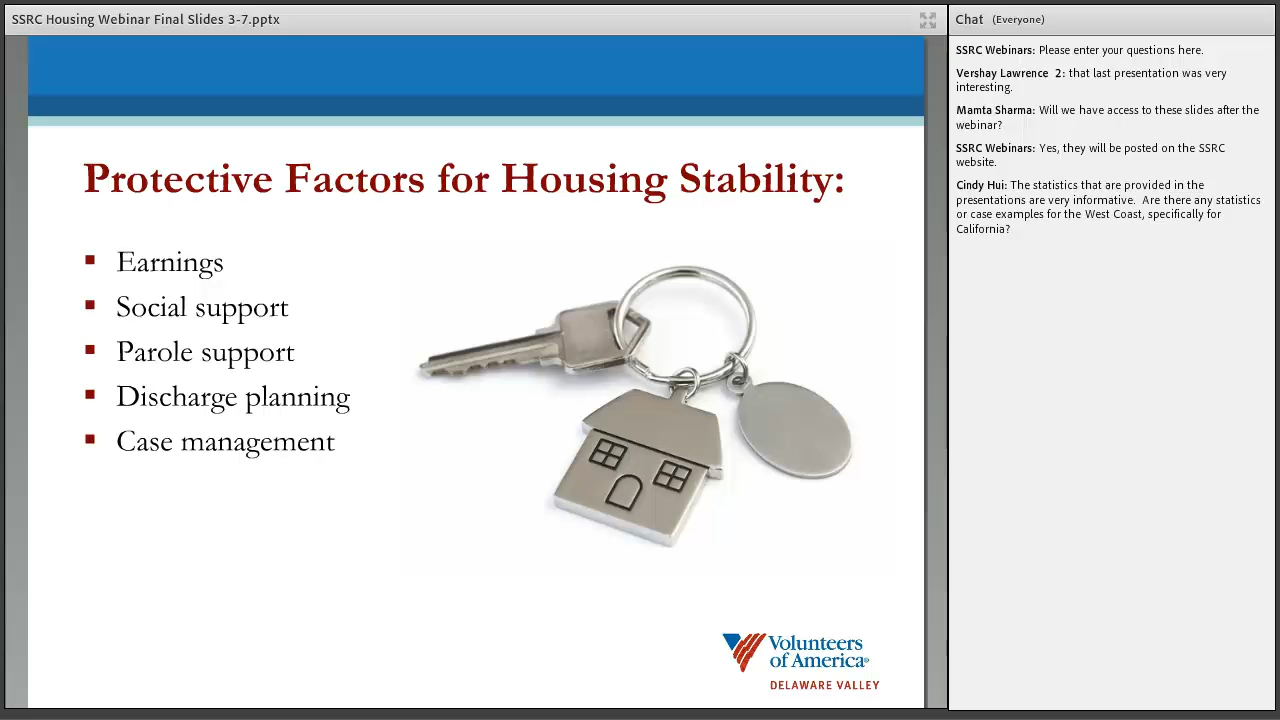 SSRC Housing Webinar Final Slides 3-7.pptx
Protective Factors for Housing Stability:
▪ Earnings
▪ Social support
▪ Parole support
▪ Discharge planning
▪ Case management
Volunteers
of America®
DELAWARE VALLEY
Chat (Everyone)
SSRC Webinars: Please enter your questions here.
Vershay Lawrence 2: that last presentation was very
interesting.
Mamta Sharma: Will we have access to these slides after the
webinar?
SSRC Webinars: Yes, they will be posted on the SSRC
website.
Cindy Hui: The statistics that are provided in the
presentations are very informative. Are there any statistics
or case examples for the West Coast, specifically for
California?